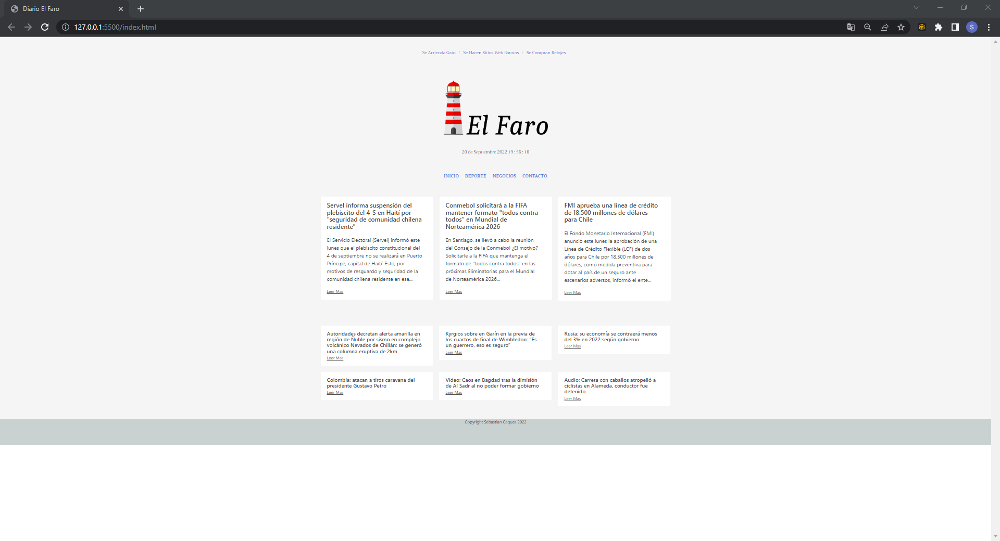 Diario El Faro
127.0.0.1:5500/index.html
S
Se Arrienda Gato / Se Hacen Sitios Web Baratos / Se Compran Relojes
El Faro
20 de Septiembre 2022 19 : 56 : 18
INICIO DEPORTE NEGOCIOS CONTACTO
Servel informa suspensión del
plebiscito del 4-S en Haití por
"seguridad de comunidad chilena
residente"
El Servicio Electoral (Servel) informó este
lunes que el plebiscito constitucional del
4 de septiembre no se realizará en Puerto
Príncipe, capital de Haití. Esto, por
motivos de resguardo y seguridad de la
comunidad chilena residente en ese...
Leer Mas
Conmebol solicitará a la FIFA
mantener formato "todos contra
todos" en Mundial de
Norteamérica 2026
En Santiago, se llevó a cabo la reunión
del Consejo de la Conmebol ¿El motivo?
Solicitarle a la FIFA que mantenga el
formato de "todos contra todos" en las
próximas Eliminatorias para el Mundial
de Norteamérica 2026...
Leer Mas
FMI aprueba una línea de crédito
de 18.500 millones de dólares
para Chile
El Fondo Monetario Internacional (FMI)
anunció este lunes la aprobación de una
Línea de Crédito Flexible (LCF) de dos
años para Chile por 18.500 millones de
dólares, como medida preventiva para
dotar al país de un seguro ante
escenarios adversos, informó el ente...
Leer Mas
Autoridades decretan alerta amarilla en
región de Ñuble por sismo en complejo
volcánico Nevados de Chillán: se generó
una columna eruptiva de 2km
Leer Mas
Kyrgios sobre en Garín en la previa de
los cuartos de final de Wimbledon: "Es
un guerrero, eso es seguro"
Leer Mas
Rusia: su economía se contraerá menos
del 3% en 2022 según gobierno
Leer Mas
Colombia: atacan a tiros caravana del
presidente Gustavo Petro
Leer Mas
Video: Caos en Bagdad tras la dimisión
de Al Sadr al no poder formar gobierno
Leer Mas
Audio: Carreta con caballos atropelló a
ciclistas en Alameda, conductor fue
detenido
Leer Mas
Copyright Sebastian Caques 2022